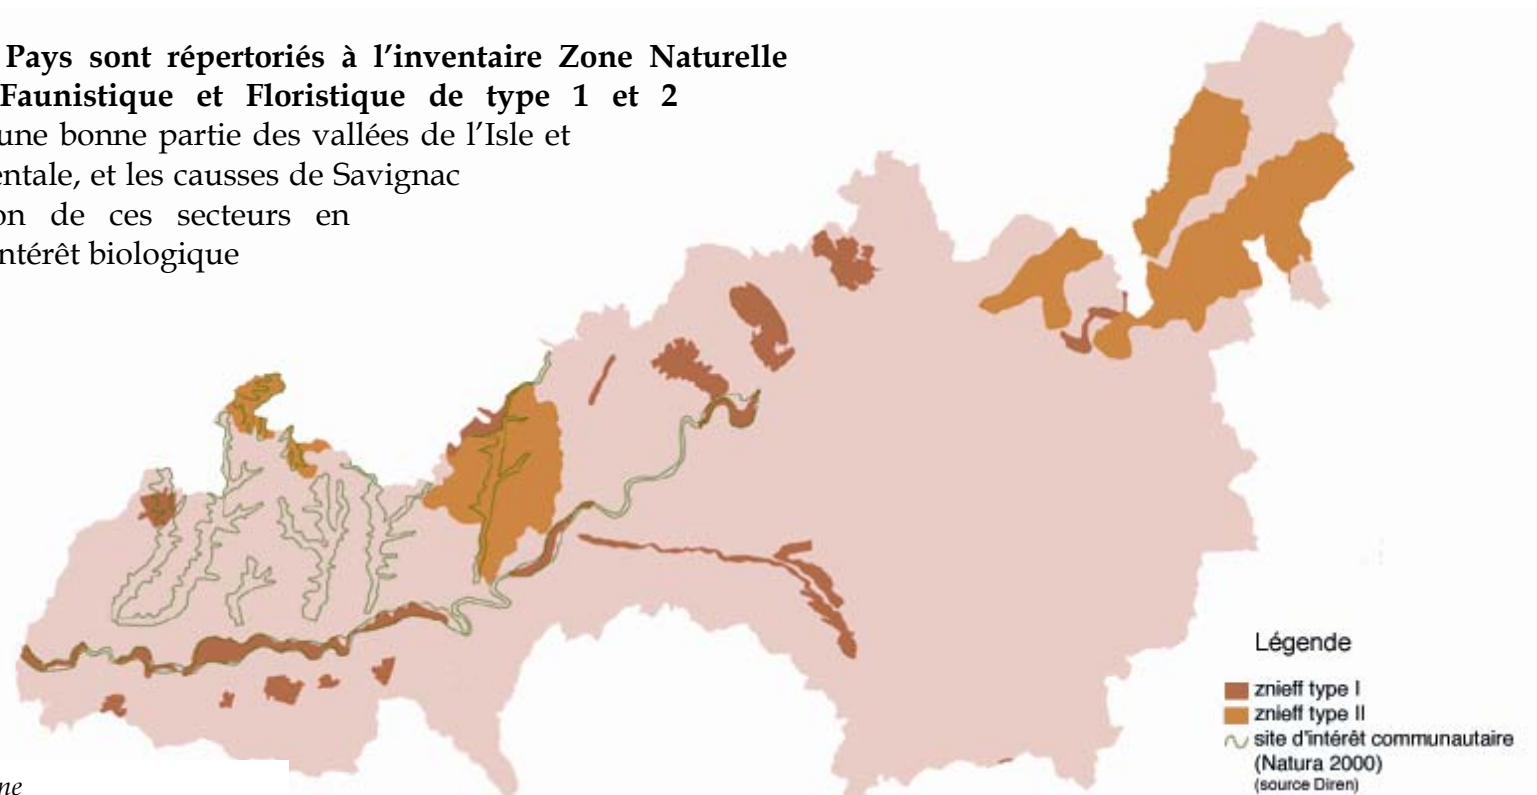 Pays sont répertoriés à l’inventaire Zone Naturelle
Faunistique et Floristique de type 1 et 2
une bonne partie des vallées de l’Isle et
entale, et les causses de Savignac
on de ces secteurs en
ntérêt biologique
Légende
znieff type I
znieff type II
site d'intérêt communautaire
(Natura 2000)
(source Diren)
ne